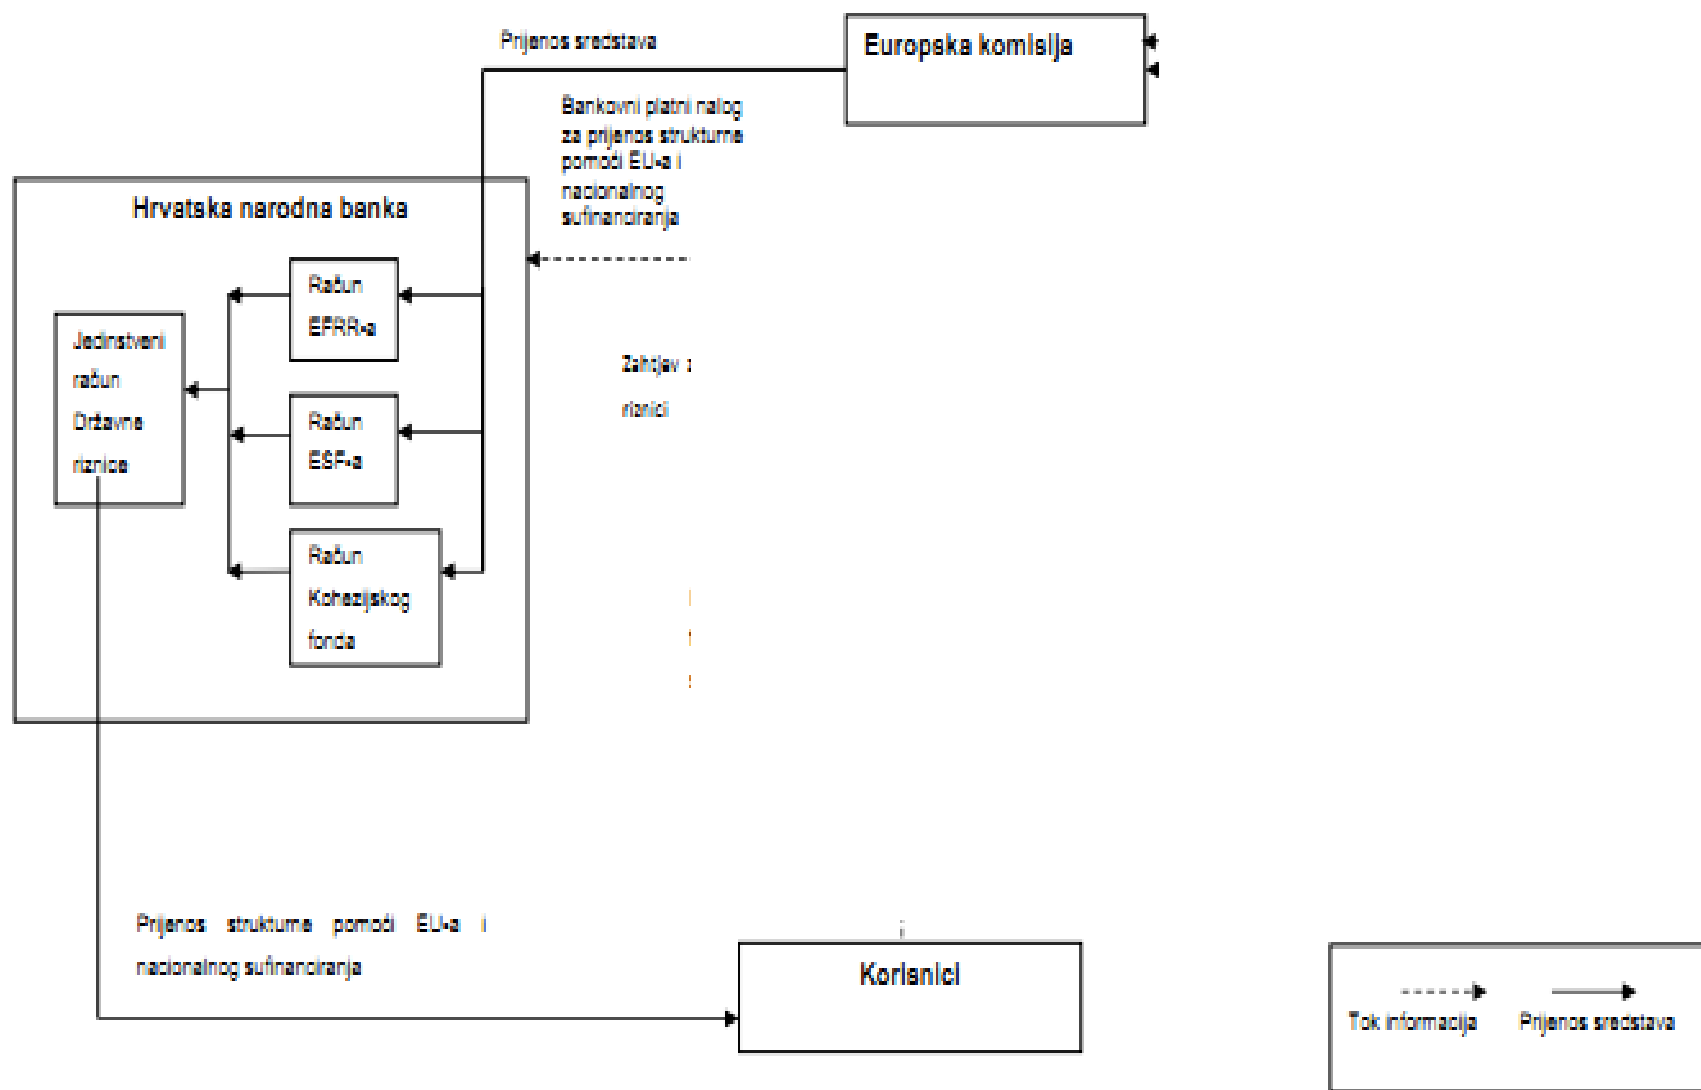 Prijenos sredstava
Europska komisija
Bankovni platni nalog
za prijenos strukturne
pomoći EU-a i
nacionalnog
sufinanciranja
Hrvatska narodna banka
Račun
EFRR-a
Jedinstveni
račun
Državne
riznice
Račun
ESF-a
Račun
Kohezijskog
fonda
Zahtjev
riznici
Prijenos strukturne pomoći EU-a i
nacionalnog sufinanciranja
Korisnici
Tok informacija
Prijenos sredstava